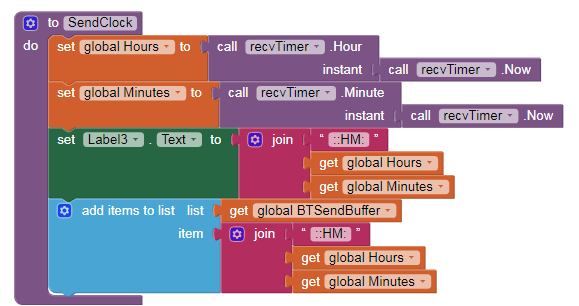 to SendClock
do set global Hours to call recvTimer .Hour
instant call recvTimer .Now
set global Minutes to call recvTimer .Minute
instant call recvTimer .Now
set Label3 . Text to join “ ::HM: ”
get global Hours
get global Minutes
add items to list list get global BTSendBuffer
item join “ ::HM: ”
get global Hours
get global Minutes